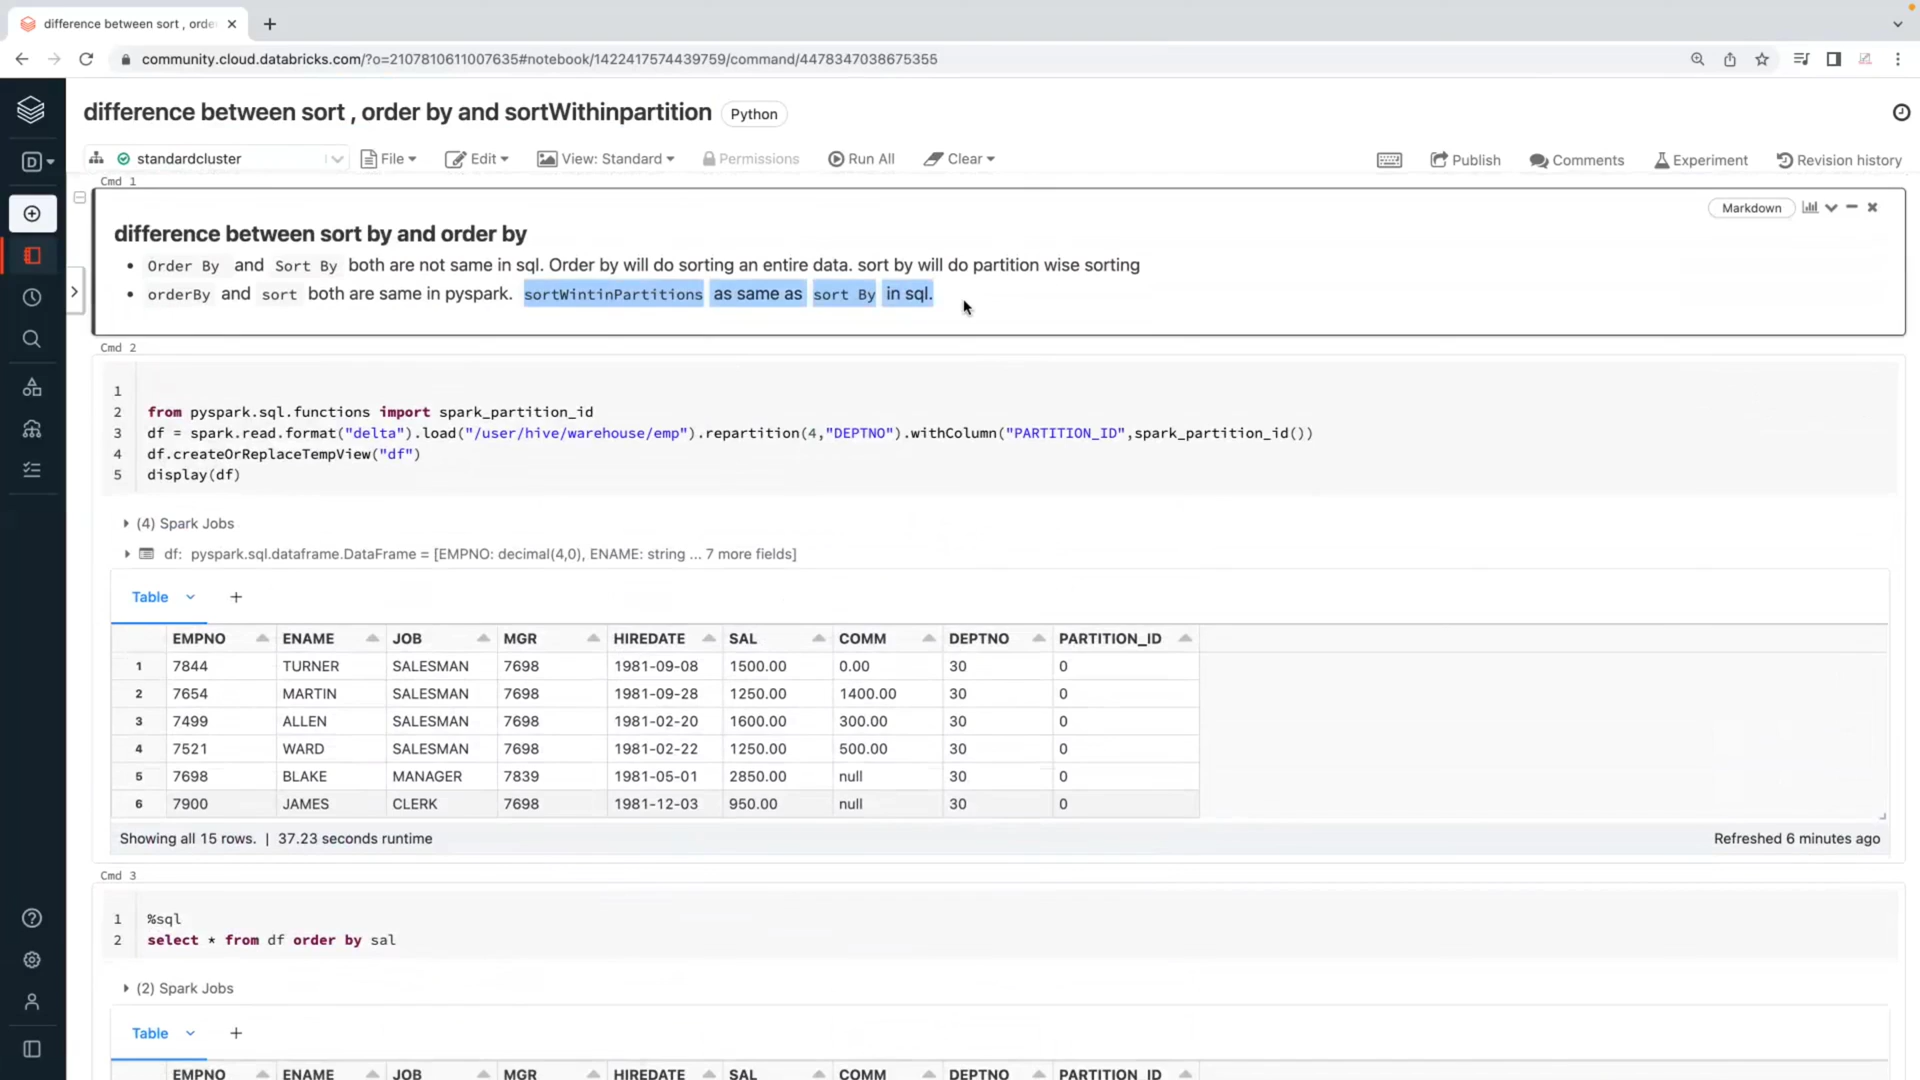 difference between sort , orde
community.cloud.databricks.com/?o=2107810611007635#notebook/1422417574439759/command/4478347038675355
difference between sort , order by and sortWithinpartition Python
D standardcluster File Edit View: Standard Permissions Run All Clear Publish Comments Experiment Revision history
Cmd 1
Markdown
difference between sort by and order by
• Order By and Sort By both are not same in sql. Order by will do sorting an entire data. sort by will do partition wise sorting
• orderBy and sort both are same in pyspark. sortWintinPartitions as same as sort By in sql.
Cmd 2
1
2 from pyspark.sql.functions import spark_partition_id
3 df = spark.read.format("delta").load("/user/hive/warehouse/emp").repartition(4,"DEPTNO").withColumn("PARTITION_ID",spark_partition_id())
4 df.createOrReplaceTempView("df")
5 display(df)
(4) Spark Jobs
df: pyspark.sql.dataframe.DataFrame = [EMPNO: decimal(4,0), ENAME: string ... 7 more fields]
Table +
EMPNO ENAME JOB MGR HIREDATE SAL COMM DEPTNO PARTITION_ID
1 7844 TURNER SALESMAN 7698 1981-09-08 1500.00 0.00 30 0
2 7654 MARTIN SALESMAN 7698 1981-09-28 1250.00 1400.00 30 0
3 7499 ALLEN SALESMAN 7698 1981-02-20 1600.00 300.00 30 0
4 7521 WARD SALESMAN 7698 1981-02-22 1250.00 500.00 30 0
5 7698 BLAKE MANAGER 7839 1981-05-01 2850.00 null 30 0
6 7900 JAMES CLERK 7698 1981-12-03 950.00 null 30 0
Showing all 15 rows. | 37.23 seconds runtime Refreshed 6 minutes ago
Cmd 3
1 %sql
2 select * from df order by sal
(2) Spark Jobs
Table +
EMPNO ENAME JOB MGR HIREDATE SAL COMM DEPTNO PARTITION_ID